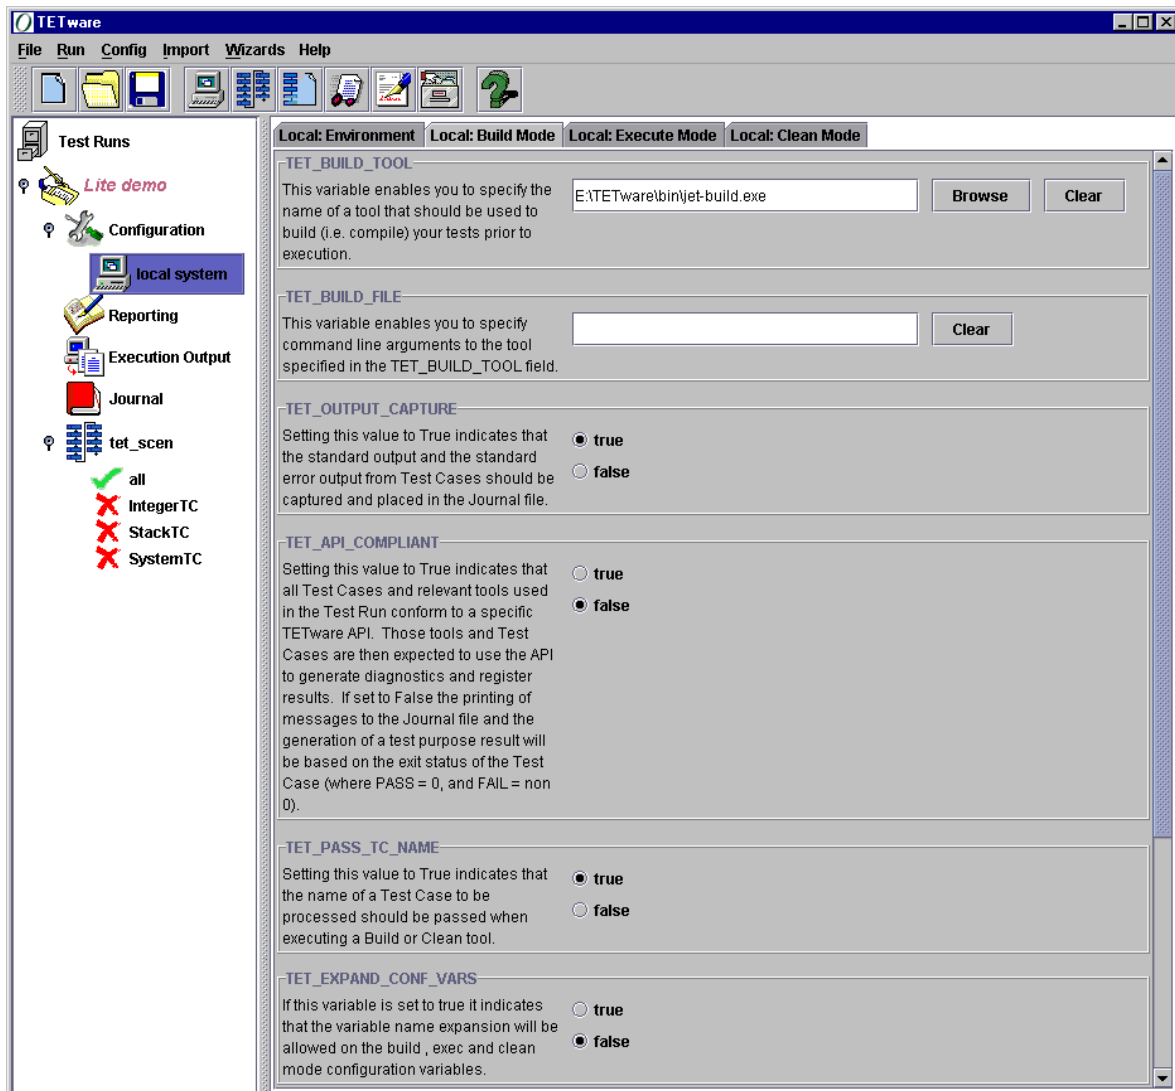 TETware
File Run Config Import Wizards Help
Test Runs
Lite demo
Configuration
local system
Reporting
Execution Output
Journal
tet_scen
all
IntegerTC
StackTC
SystemTC
Local: Environment Local: Build Mode Local: Execute Mode Local: Clean Mode
TET_BUILD_TOOL
This variable enables you to specify the
name of a tool that should be used to
build (i.e. compile) your tests prior to
execution.
E:\TETware\bin\jet-build.exe
Browse
Clear
TET_BUILD_FILE
This variable enables you to specify
command line arguments to the tool
specified in the TET_BUILD_TOOL field.
Clear
TET_OUTPUT_CAPTURE
Setting this value to True indicates that
the standard output and the standard
error output from Test Cases should be
captured and placed in the Journal file.
true
false
TET_API_COMPLIANT
Setting this value to True indicates that
all Test Cases and relevant tools used
in the Test Run conform to a specific
TETware API. Those tools and Test
Cases are then expected to use the API
to generate diagnostics and register
results. If set to False the printing of
messages to the Journal file and the
generation of a test purpose result will
be based on the exit status of the Test
Case (where PASS = 0, and FAIL = non
0).
true
false
TET_PASS_TC_NAME
Setting this value to True indicates that
the name of a Test Case to be
processed should be passed when
executing a Build or Clean tool.
true
false
TET_EXPAND_CONF_VARS
If this variable is set to true it indicates
that the variable name expansion will be
allowed on the build , exec and clean
mode configuration variables.
true
false